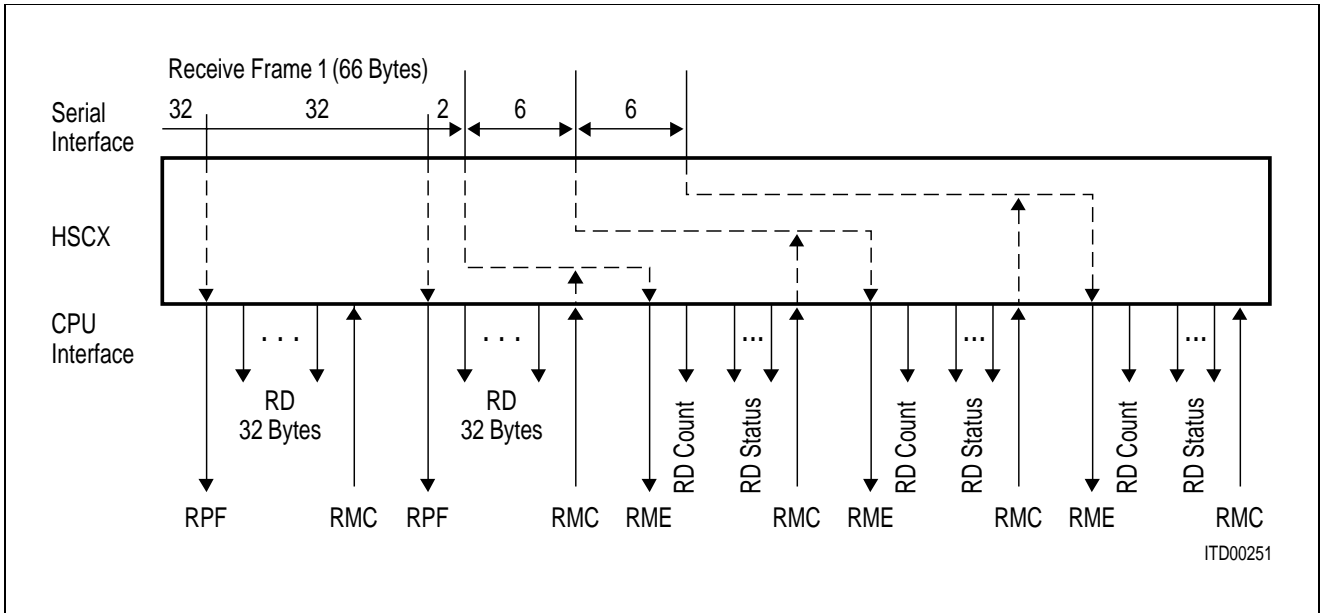 Receive Frame 1 (66 Bytes)
Serial
Interface
32 32 2 6 6
HSCX
CPU
Interface
. . . . . . ... ... ...
RD
32 Bytes
RD
32 Bytes
RD Count
RD Status
RD Count
RD Status
RD Count
RD Status
RPF RMC RPF RMC RME RMC RME RMC RME RMC
ITD00251